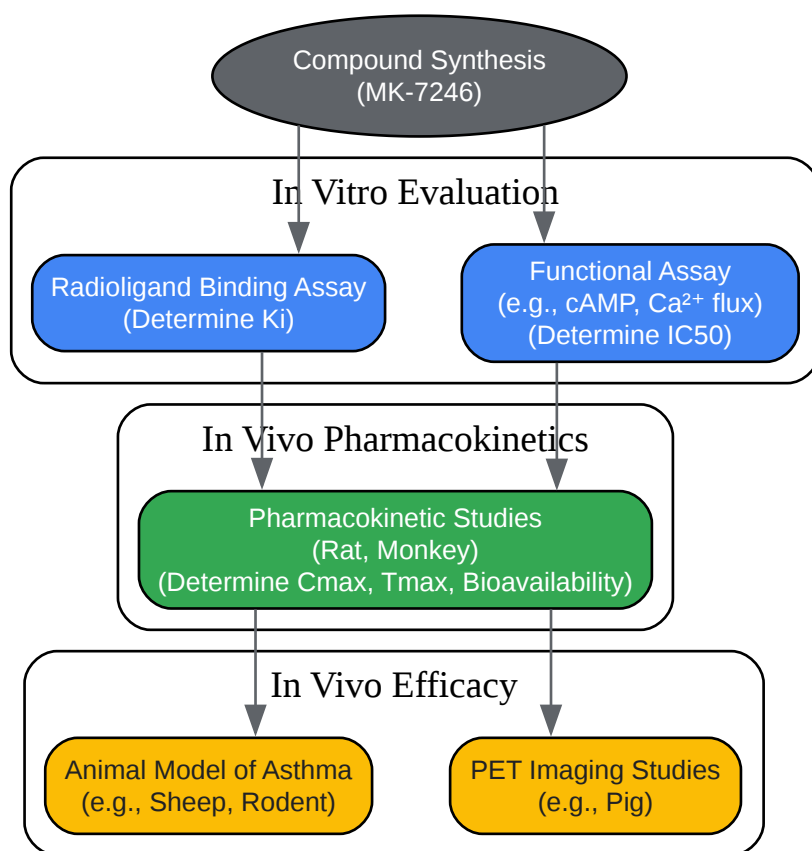 Compound Synthesis
(MK-7246)
In Vitro Evaluation
Radioligand Binding Assay
(Determine Ki)
Functional Assay
(e.g., cAMP, Ca²⁺ flux)
(Determine IC50)
In Vivo Pharmacokinetics
Pharmacokinetic Studies
(Rat, Monkey)
(Determine Cmax, Tmax, Bioavailability)
In Vivo Efficacy
Animal Model of Asthma
(e.g., Sheep, Rodent)
PET Imaging Studies
(e.g., Pig)